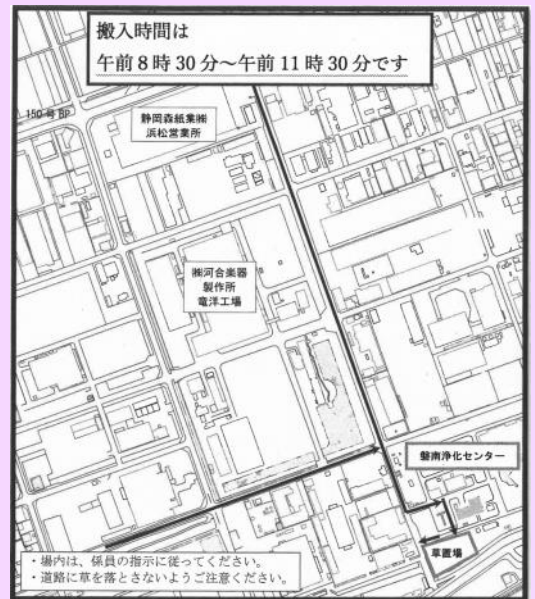 搬入時間は
午前8時30分～午前11時30分です
150号BP
静岡森紙業㈱
浜松営業所
㈱河合楽器
製作所
竜洋工場
磐南浄化センター
草置場
・場内は、係員の指示に従ってください。
・道路に草を落とさないようご注意ください。